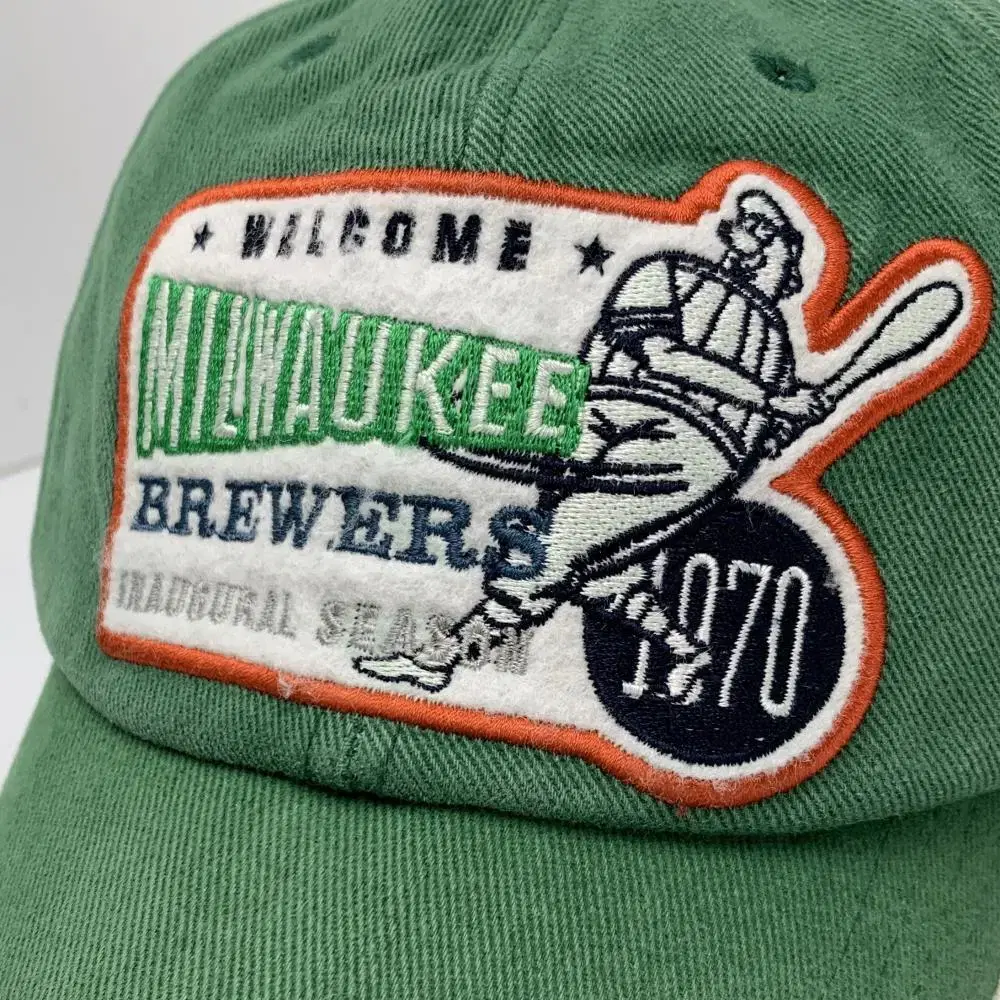 ★ WELCOME ★
MILWAUKEE
BREWERS
INAUGURAL SEASON
1970